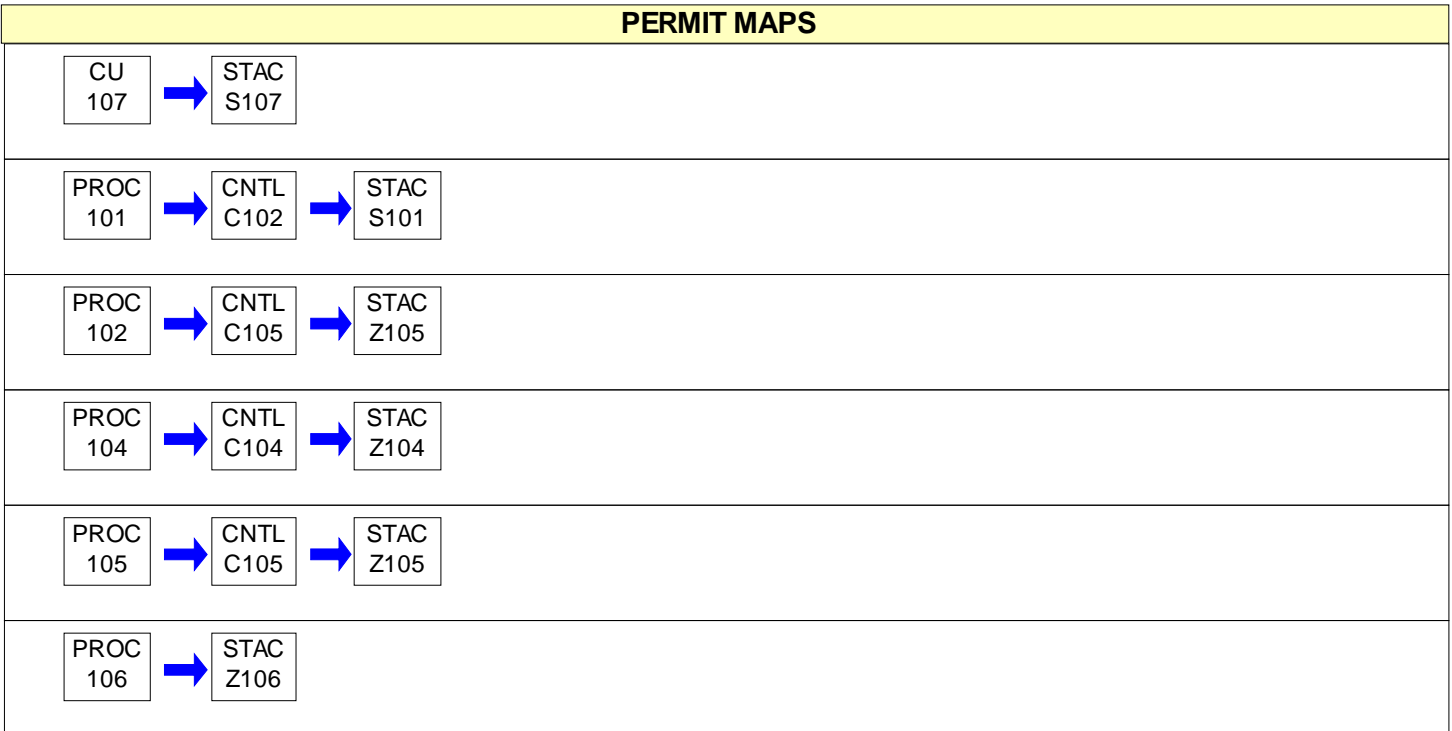 PERMIT MAPS
CU STAC
107 S107
PROC CNTL STAC
101 C102 S101
PROC CNTL STAC
102 C105 Z105
PROC CNTL STAC
104 C104 Z104
PROC CNTL STAC
105 C105 Z105
PROC STAC
106 Z106